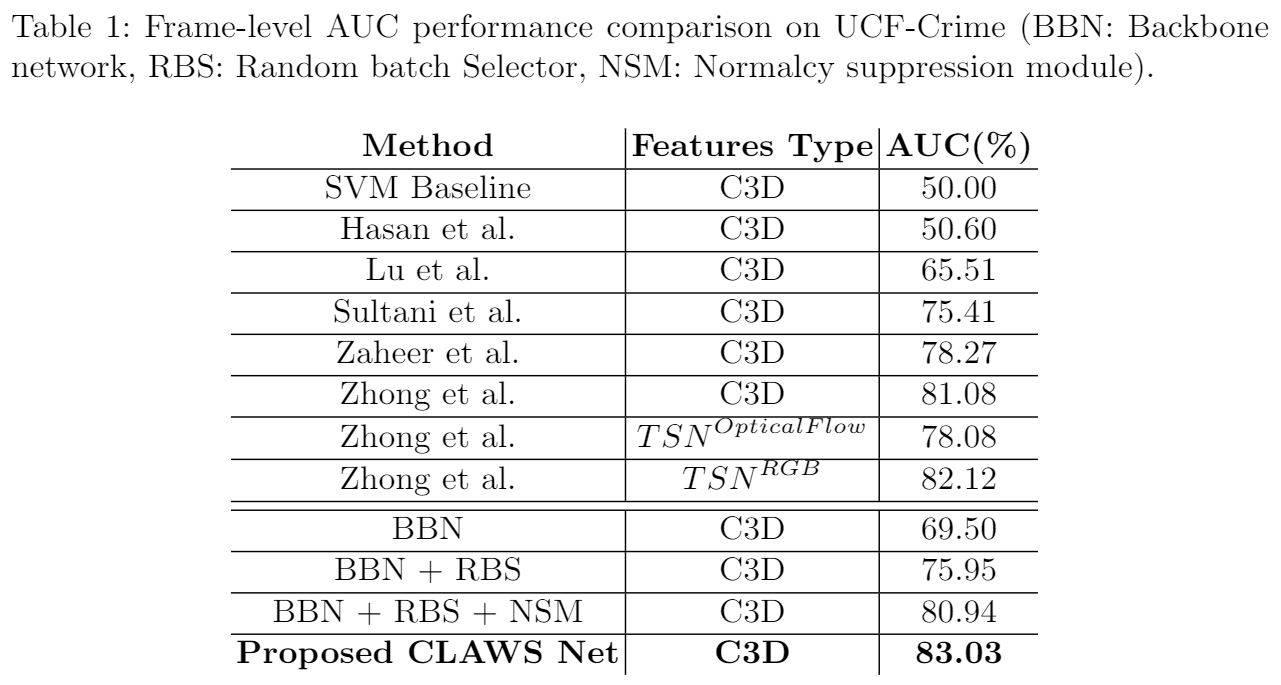 Table 1: Frame-level AUC performance comparison on UCF-Crime (BBN: Backbone
network, RBS: Random batch Selector, NSM: Normalcy suppression module).
Method Features Type AUC(%)
SVM Baseline C3D 50.00
Hasan et al. C3D 50.60
Lu et al. C3D 65.51
Sultani et al. C3D 75.41
Zaheer et al. C3D 78.27
Zhong et al. C3D 81.08
Zhong et al. TSN^OpticalFlow 78.08
Zhong et al. TSN^RGB 82.12
BBN C3D 69.50
BBN + RBS C3D 75.95
BBN + RBS + NSM C3D 80.94
Proposed CLAWS Net C3D 83.03